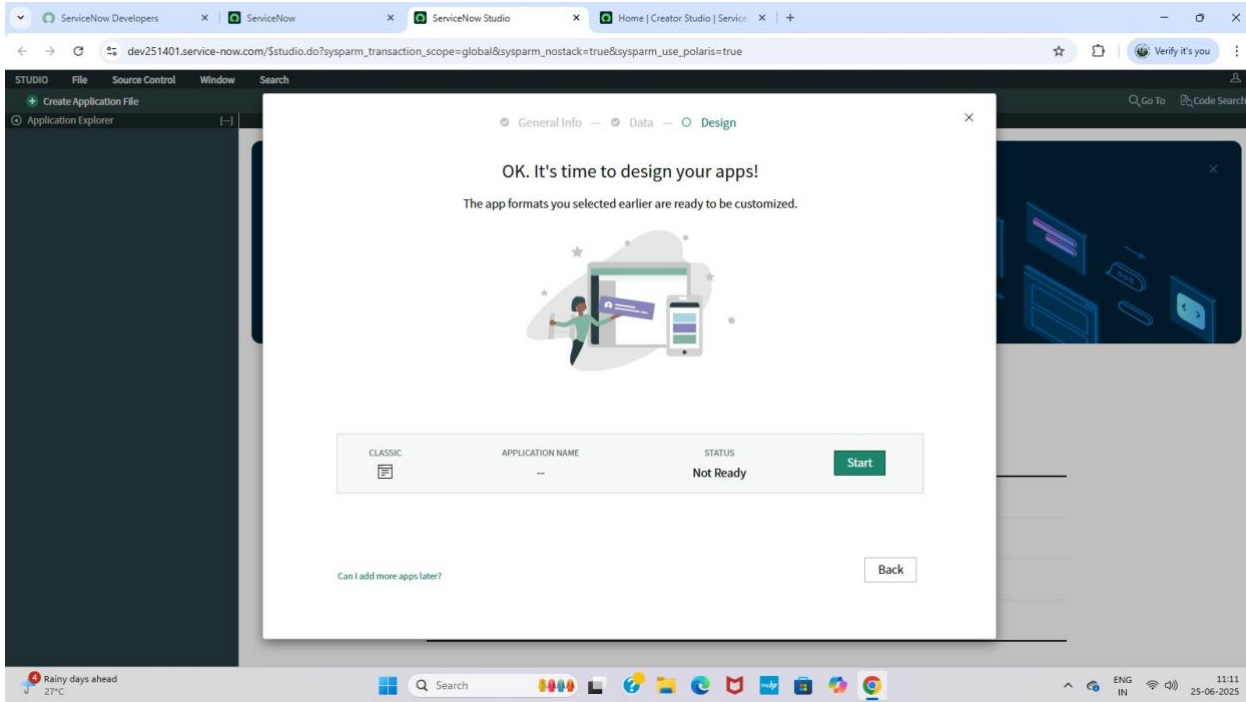 ServiceNow Developers
ServiceNow
ServiceNow Studio
Home | Creator Studio | Service
dev251401.service-now.com/$studio.do?sysparm_transaction_scope=global&sysparm_nostack=true&sysparm_use_polaris=true
Verify it's you
STUDIO File Source Control Window Search
Create Application File
Go To Code Search
Application Explorer
General Info — Data — Design
OK. It's time to design your apps!
The app formats you selected earlier are ready to be customized.
CLASSIC APPLICATION NAME STATUS
-- Not Ready Start
Can I add more apps later?
Back
4 Rainy days ahead
27°C
Search
ENG
IN
11:11
25-06-2025